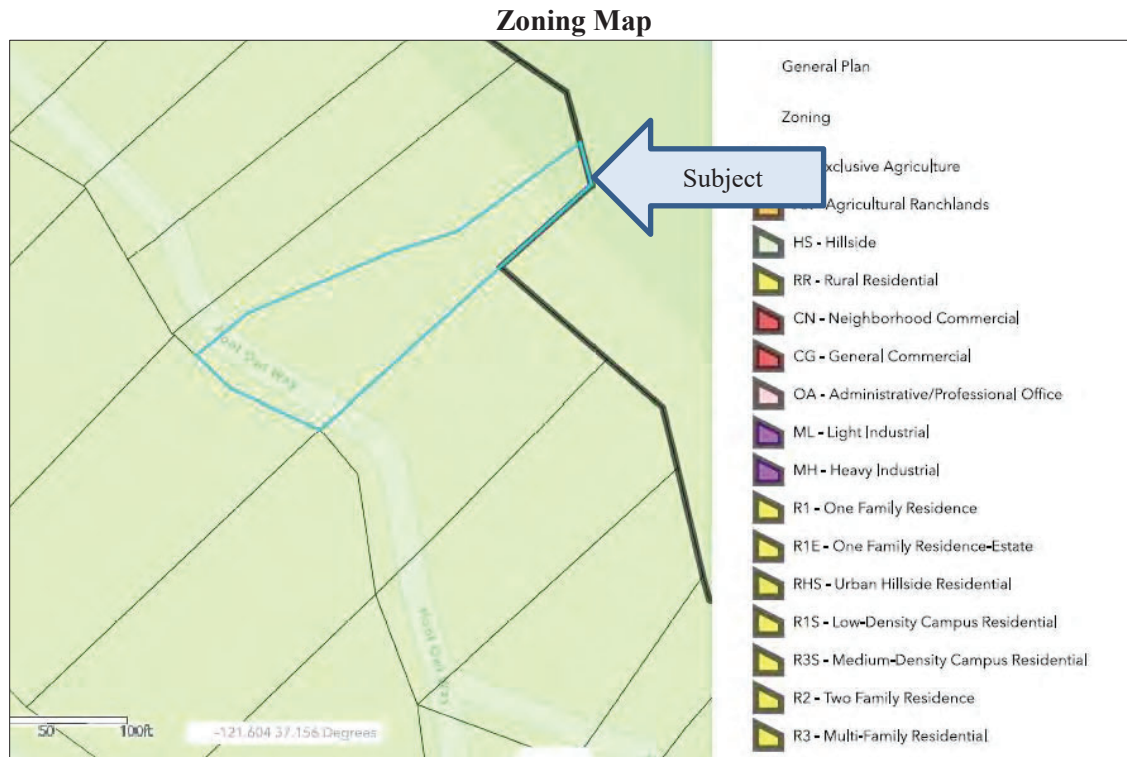 Zoning Map
General Plan
Zoning
Subject
xclusive Agriculture
Agricultural Ranchlands
HS - Hillside
RR - Rural Residential
CN - Neighborhood Commercial
CG - General Commercial
OA - Administrative/Professional Office
ML - Light Industrial
MH - Heavy Industrial
R1 - One Family Residence
R1E - One Family Residence-Estate
RHS - Urban Hillside Residential
R1S - Low-Density Campus Residential
R3S - Medium-Density Campus Residential
R2 - Two Family Residence
R3 - Multi-Family Residential
Hoot Owl Way
Hoot Owl Way
50 100ft
-121.604 37.156 Degrees